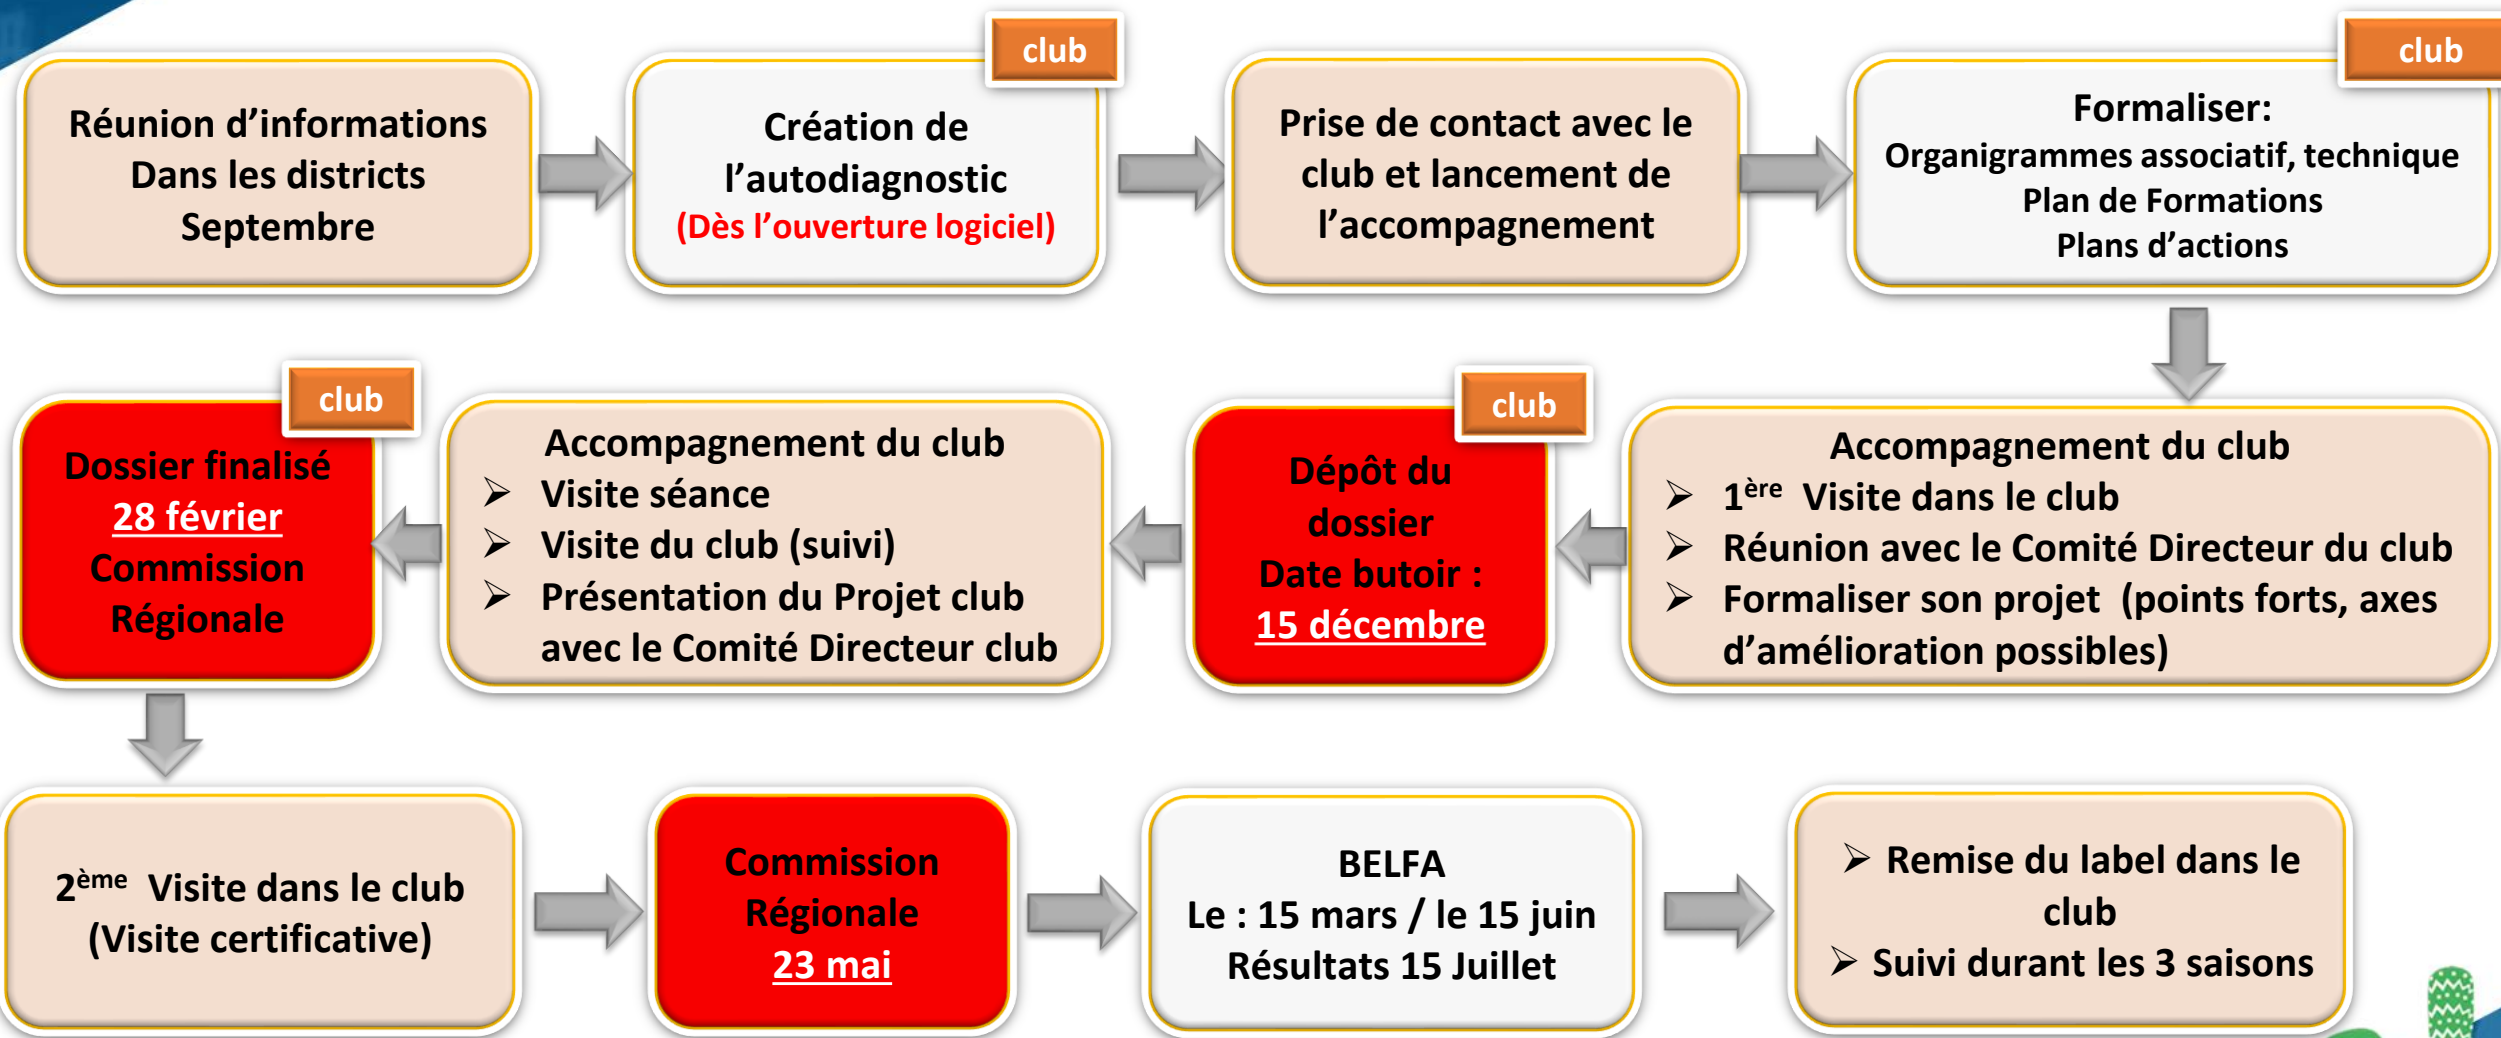 club
Réunion d’informations
Dans les districts
Septembre
Création de
l’autodiagnostic
(Dès l’ouverture logiciel)
Prise de contact avec le
club et lancement de
l’accompagnement
club
Formaliser:
Organigrammes associatif, technique
Plan de Formations
Plans d’actions
Accompagnement du club
➢ 1ère Visite dans le club
➢ Réunion avec le Comité Directeur du club
➢ Formaliser son projet (points forts, axes
d’amélioration possibles)
club
Dépôt du
dossier
Date butoir :
15 décembre
Accompagnement du club
➢ Visite séance
➢ Visite du club (suivi)
➢ Présentation du Projet club
avec le Comité Directeur club
club
Dossier finalisé
28 février
Commission
Régionale
2ème Visite dans le club
(Visite certificative)
Commission
Régionale
23 mai
BELFA
Le : 15 mars / le 15 juin
Résultats 15 Juillet
➢ Remise du label dans le
club
➢ Suivi durant les 3 saisons